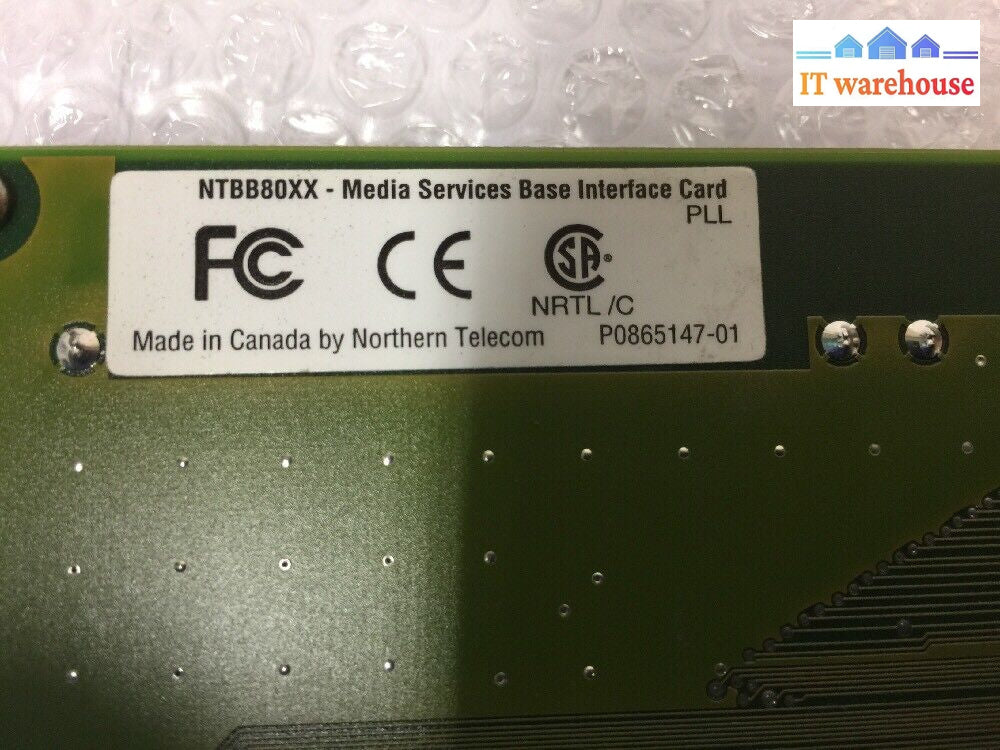 IT warehouse
NTBB80XX - Media Services Base Interface Card
PLL
FC CE SA®
NRTL /C
Made in Canada by Northern Telecom P0865147-01